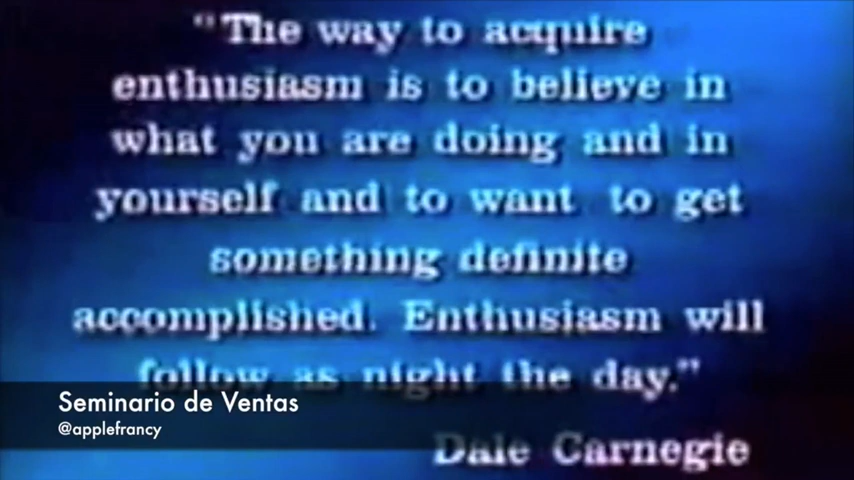 "The way to acquire
enthusiasm is to believe in
what you are doing and in
yourself and to want to get
something definite
accomplished. Enthusiasm will
follow as night the day."
Dale Carnegie
Seminario de Ventas
@applefrancy